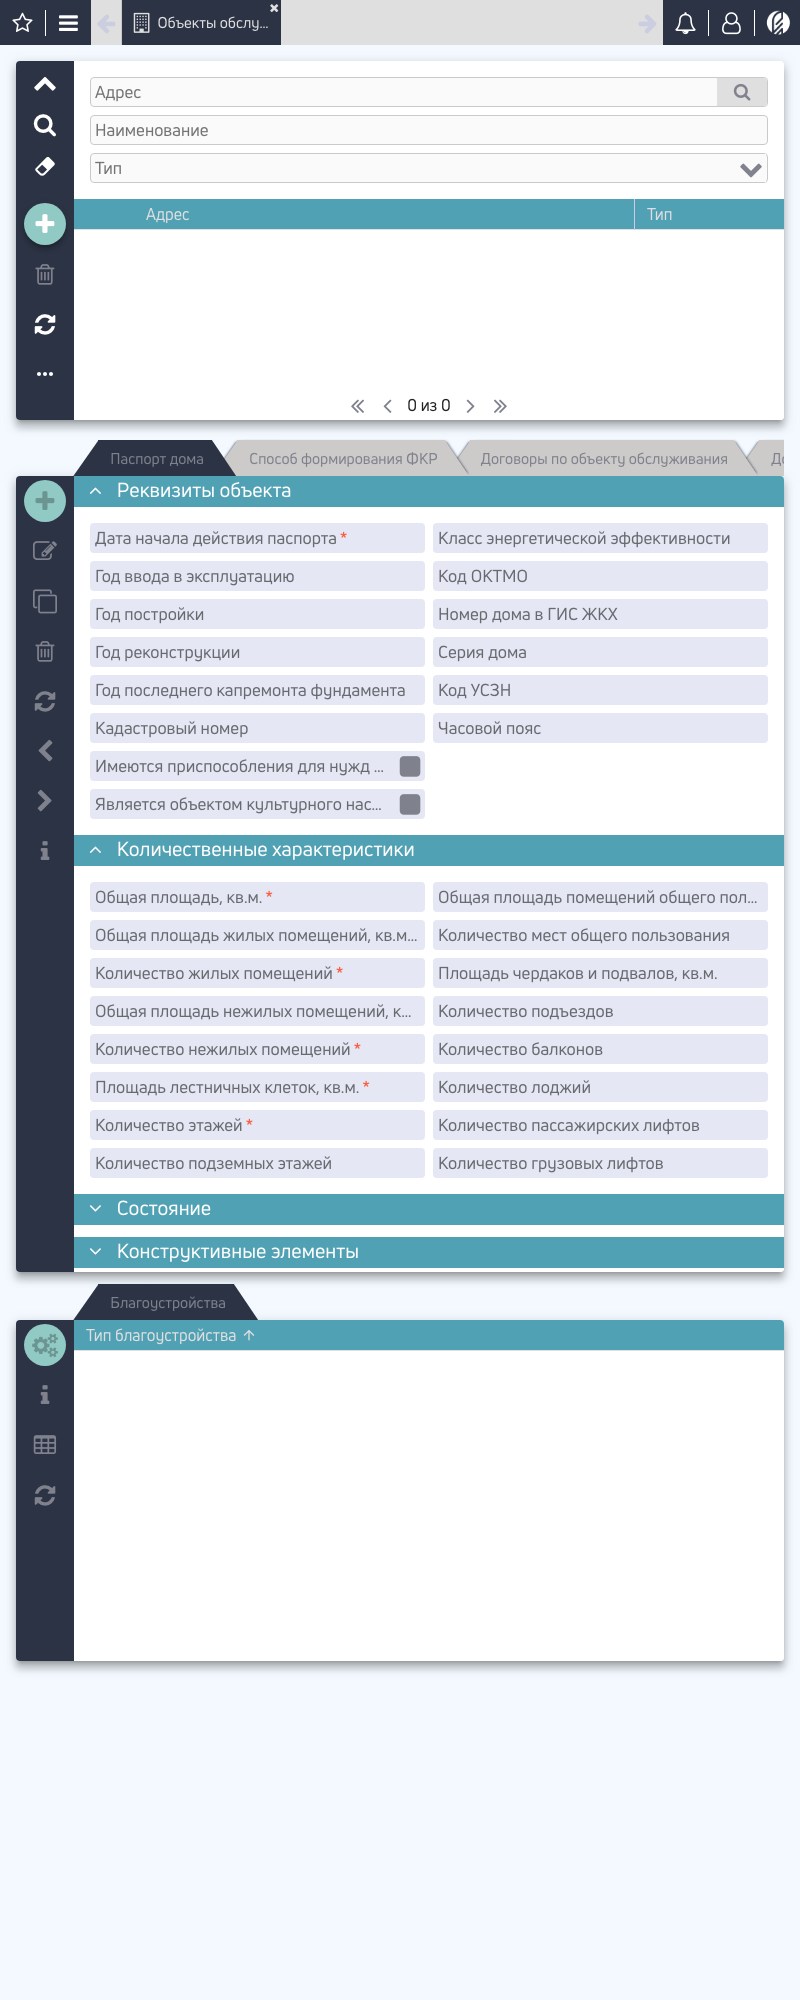 Объекты обслу...
Адрес
Наименование
Тип
Адрес Тип
0 из 0
Паспорт дома Способ формирования ФКР Договоры по объекту обслуживания До
Реквизиты объекта
Дата начала действия паспорта * Класс энергетической эффективности
Год ввода в эксплуатацию Код ОКТМО
Год постройки Номер дома в ГИС ЖКХ
Год реконструкции Серия дома
Год последнего капремонта фундамента Код УСЗН
Кадастровый номер Часовой пояс
Имеются приспособления для нужд ...
Является объектом культурного нас...
Количественные характеристики
Общая площадь, кв.м. * Общая площадь помещений общего пол...
Общая площадь жилых помещений, кв.м... Количество мест общего пользования
Количество жилых помещений * Площадь чердаков и подвалов, кв.м.
Общая площадь нежилых помещений, к... Количество подъездов
Количество нежилых помещений * Количество балконов
Площадь лестничных клеток, кв.м. * Количество лоджий
Количество этажей * Количество пассажирских лифтов
Количество подземных этажей Количество грузовых лифтов
Состояние
Конструктивные элементы
Благоустройства
Тип благоустройства